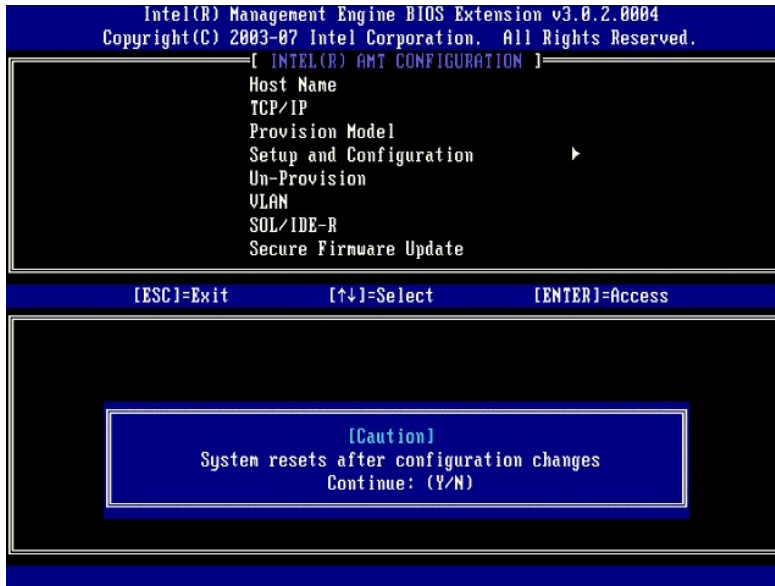 Intel(R) Management Engine BIOS Extension v3.0.2.0004
Copyright(C) 2003-07 Intel Corporation. All Rights Reserved.
[ INTEL(R) AMT CONFIGURATION ]
Host Name
TCP/IP
Provision Model
Setup and Configuration
Un-Provision
VLAN
SOL/IDE-R
Secure Firmware Update
[ESC]=Exit [↑↓]=Select [ENTER]=Access
[Caution]
System resets after configuration changes
Continue: (Y/N)